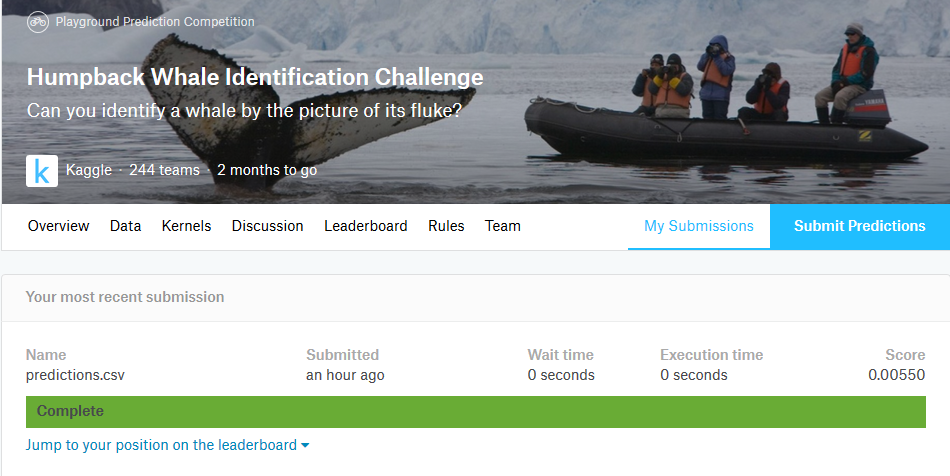 Playground Prediction Competition
Humpback Whale Identification Challenge
Can you identify a whale by the picture of its fluke?
k
Kaggle · 244 teams · 2 months to go
YAMAHA
Z
Overview Data Kernels Discussion Leaderboard Rules Team My Submissions Submit Predictions
Your most recent submission
Name Submitted Wait time Execution time Score
predictions.csv an hour ago 0 seconds 0 seconds 0.00550
Complete
Jump to your position on the leaderboard